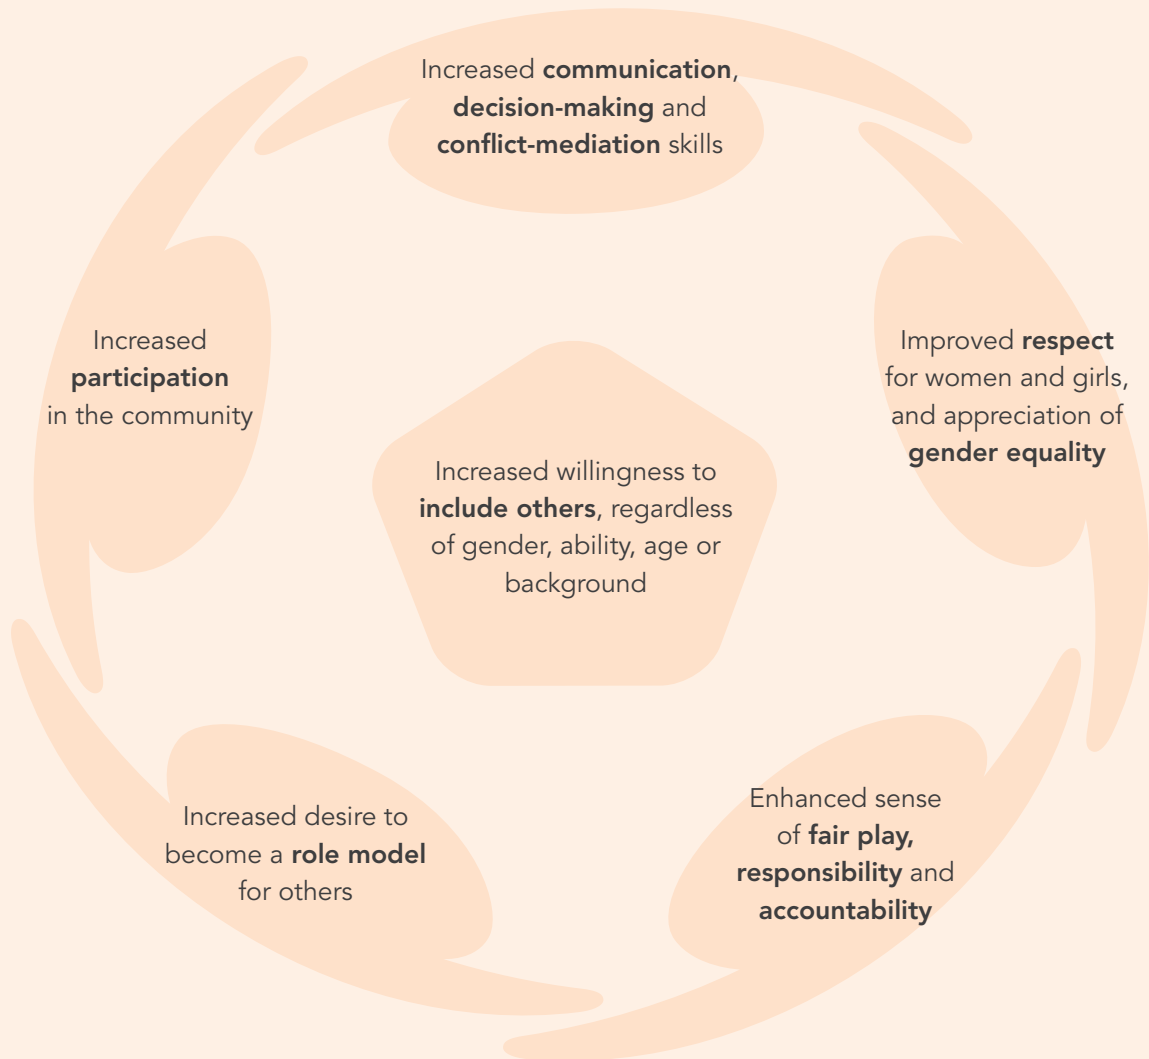 Increased communication,
decision-making and
conflict-mediation skills
Increased
participation
in the community
Improved respect
for women and girls,
and appreciation of
gender equality
Increased willingness to
include others, regardless
of gender, ability, age or
background
Increased desire to
become a role model
for others
Enhanced sense
of fair play,
responsibility and
accountability